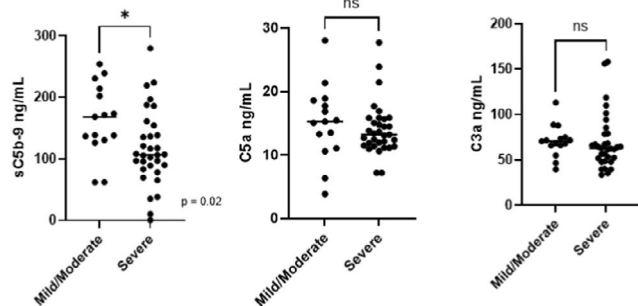 *
sC5b-9 ng/mL
300
200
100
0
p = 0.02
Mild/Moderate
Severe
ns
C5a ng/mL
30
20
10
0
Mild/Moderate
Severe
ns
C3a ng/mL
200
150
100
50
0
Mild/Moderate
Severe